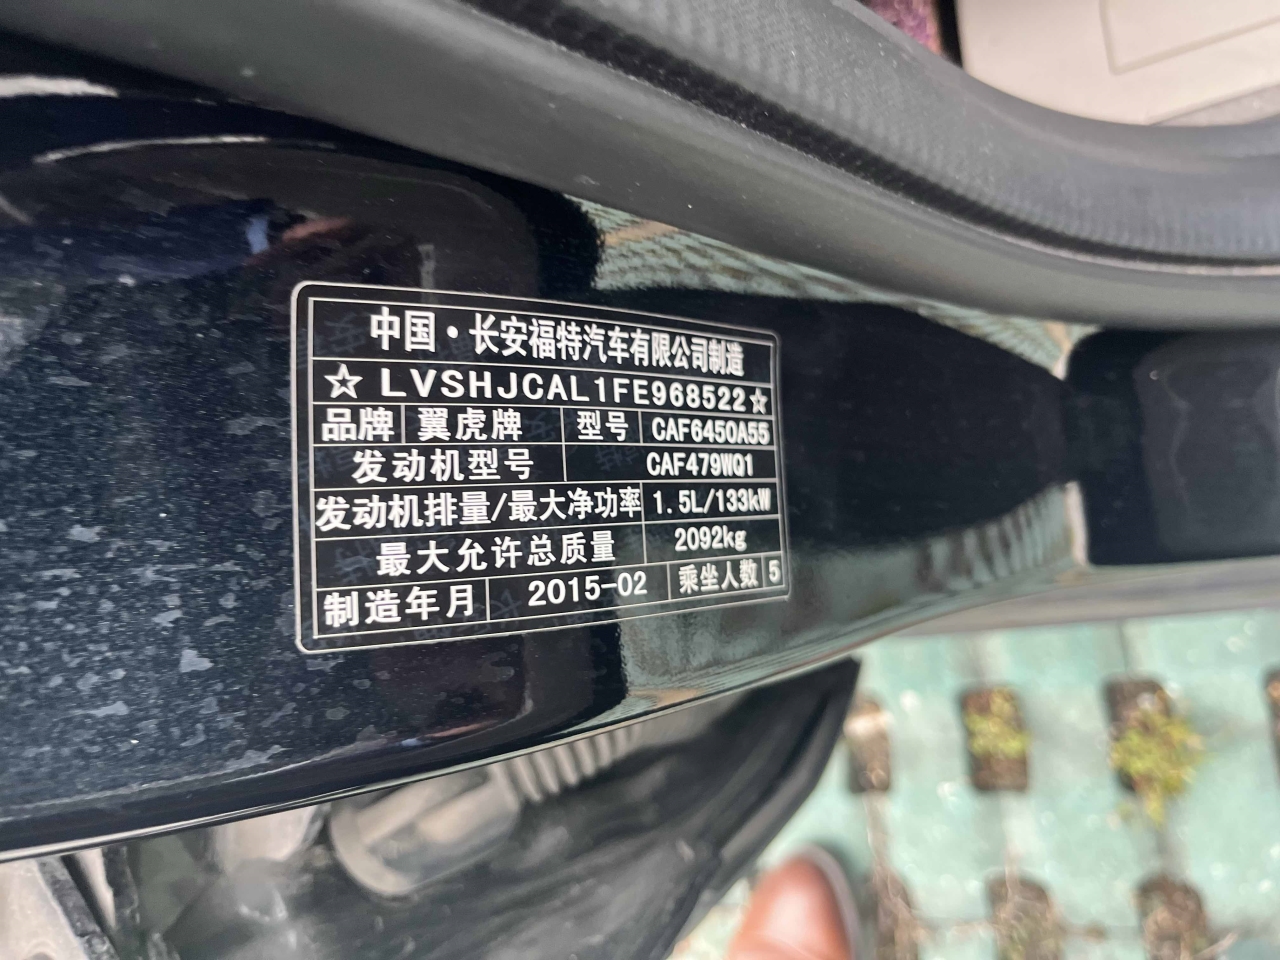 中国·长安福特汽车有限公司制造
☆LVSHJCAL1FE968522☆
品牌 翼虎牌 型号 CAF6450A55
发动机型号 CAF479WQ1
发动机排量/最大净功率 1.5L/133kW
最大允许总质量 2092kg
制造年月 2015-02 乘坐人数 5